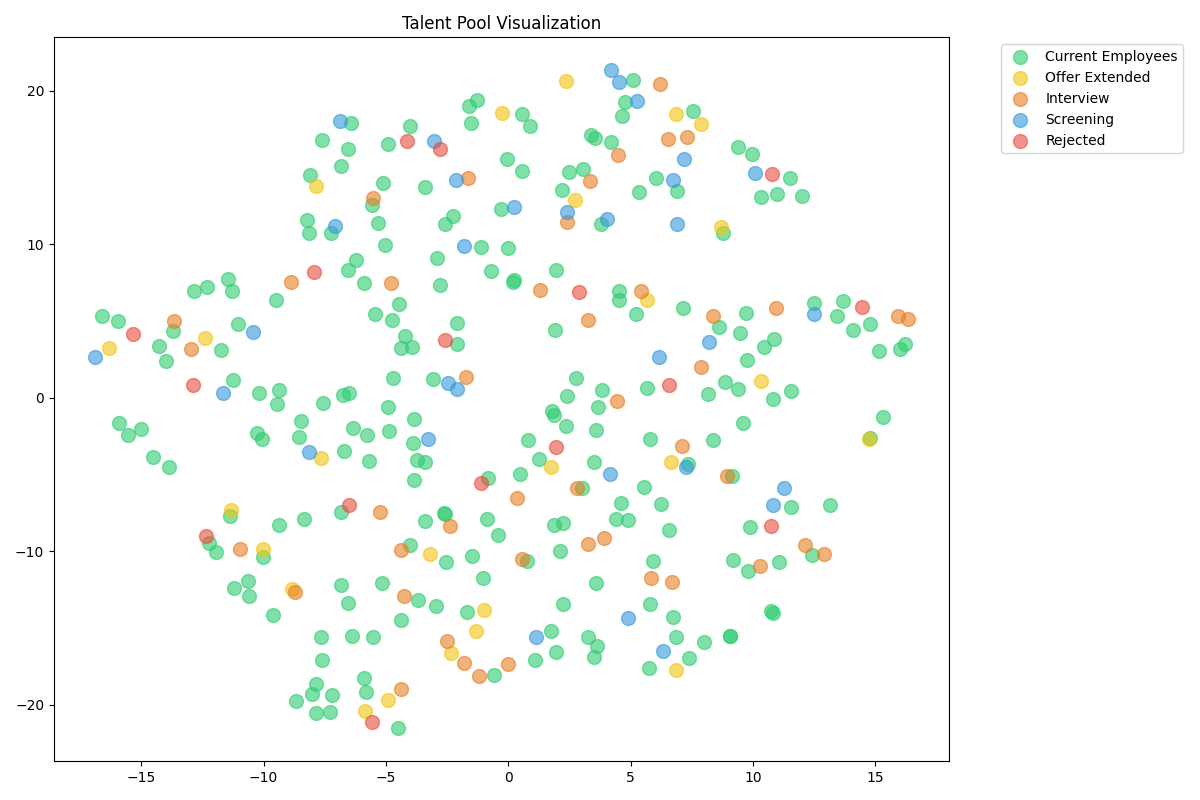 Talent Pool Visualization
Current Employees
Offer Extended
Interview
Screening
Rejected
20
10
0
−10
−20
−15
−10
−5
0
5
10
15